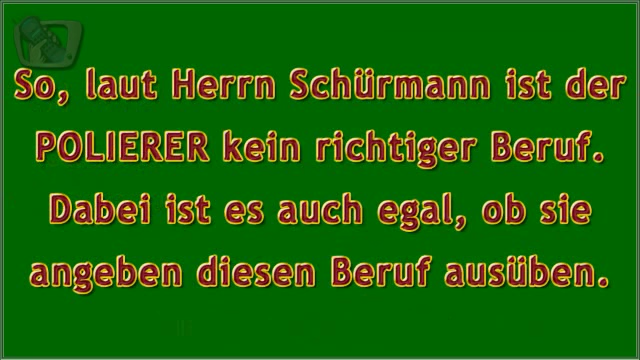 So, laut Herrn Schürmann ist der
POLIERER kein richtiger Beruf.
Dabei ist es auch egal, ob sie
angeben diesen Beruf ausüben.